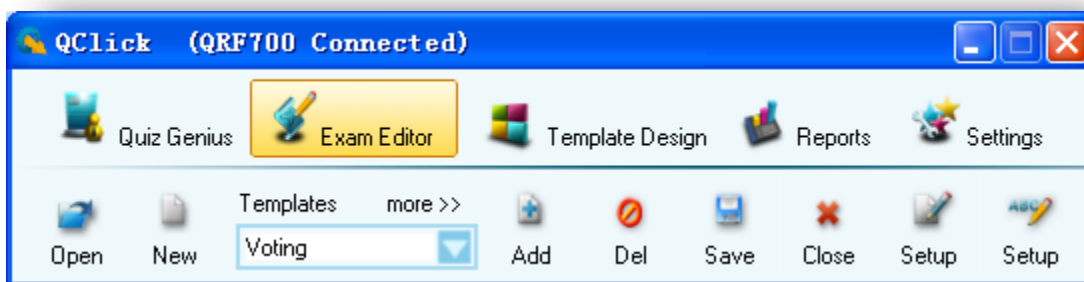 QClick (QRF700 Connected)
Quiz Genius Exam Editor Template Design Reports Settings
Templates more >>
Voting
Open New Add Del Save Close Setup ABC Setup